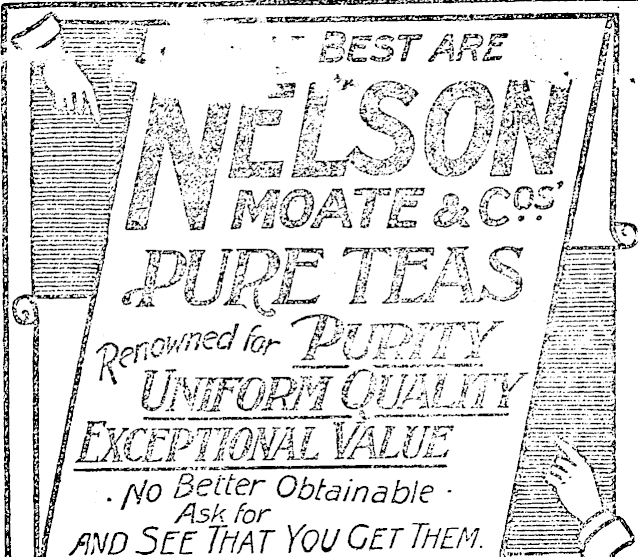 BEST ARE
NELSON
MOATE & COS'
PURE TEAS
Renowned for PURITY
UNIFORM QUALITY
EXCEPTIONAL VALUE
· No Better Obtainable ·
Ask for
AND SEE THAT YOU GET THEM.